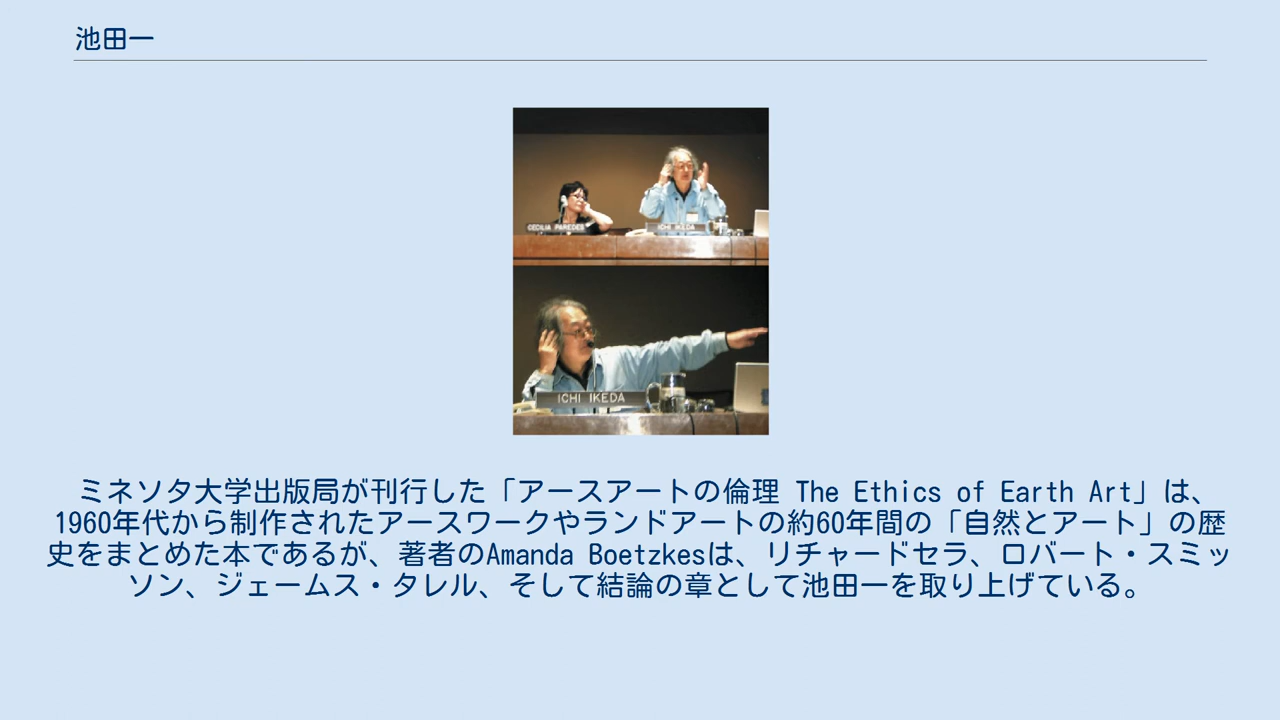 池田一
CECILIA PAREDES
ICHI IKEDA
ICHI IKEDA
ミネソタ大学出版局が刊行した「アースアートの倫理 The Ethics of Earth Art」は、
1960年代から制作されたアースワークやランドアートの約60年間の「自然とアート」の歴
史をまとめた本であるが、著者のAmanda Boetzkesは、リチャードセラ、ロバート・スミッ
ソン、ジェームス・タレル、そして結論の章として池田一を取り上げている。